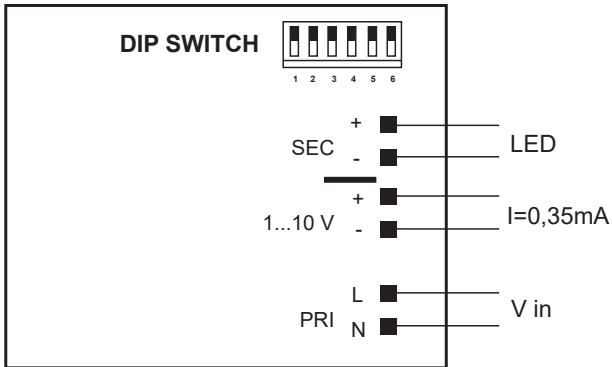 DIP SWITCH
1 2 3 4 5 6
+
SEC
-
LED
+
1...10 V
-
I=0,35mA
L
PRI
N
V in